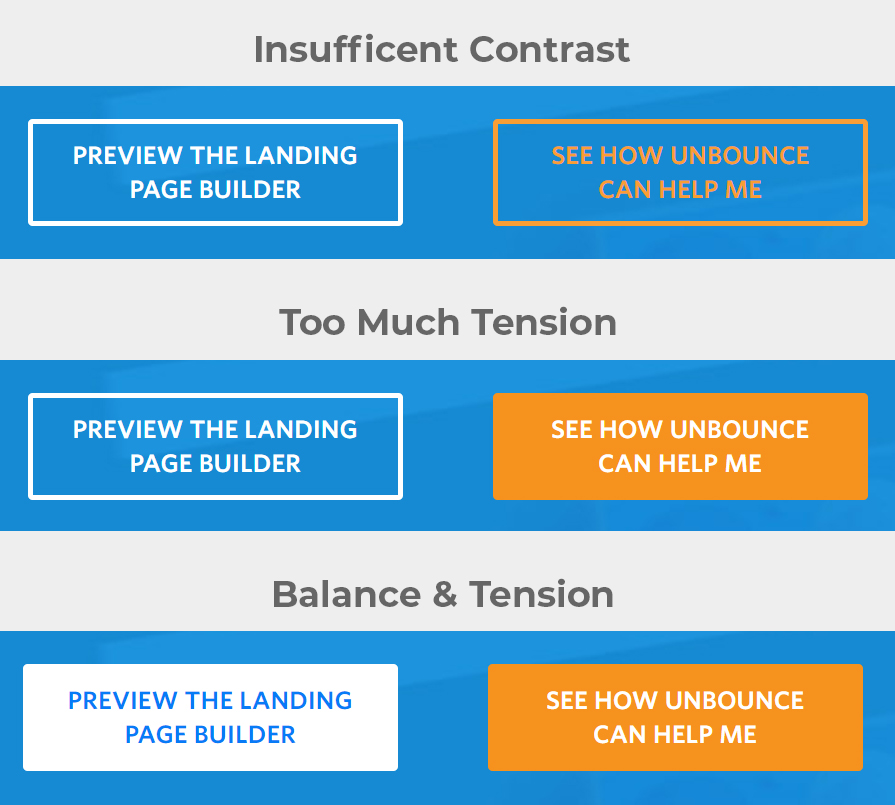 Insufficent Contrast
PREVIEW THE LANDING
PAGE BUILDER
SEE HOW UNBOUNCE
CAN HELP ME
Too Much Tension
PREVIEW THE LANDING
PAGE BUILDER
SEE HOW UNBOUNCE
CAN HELP ME
Balance & Tension
PREVIEW THE LANDING
PAGE BUILDER
SEE HOW UNBOUNCE
CAN HELP ME